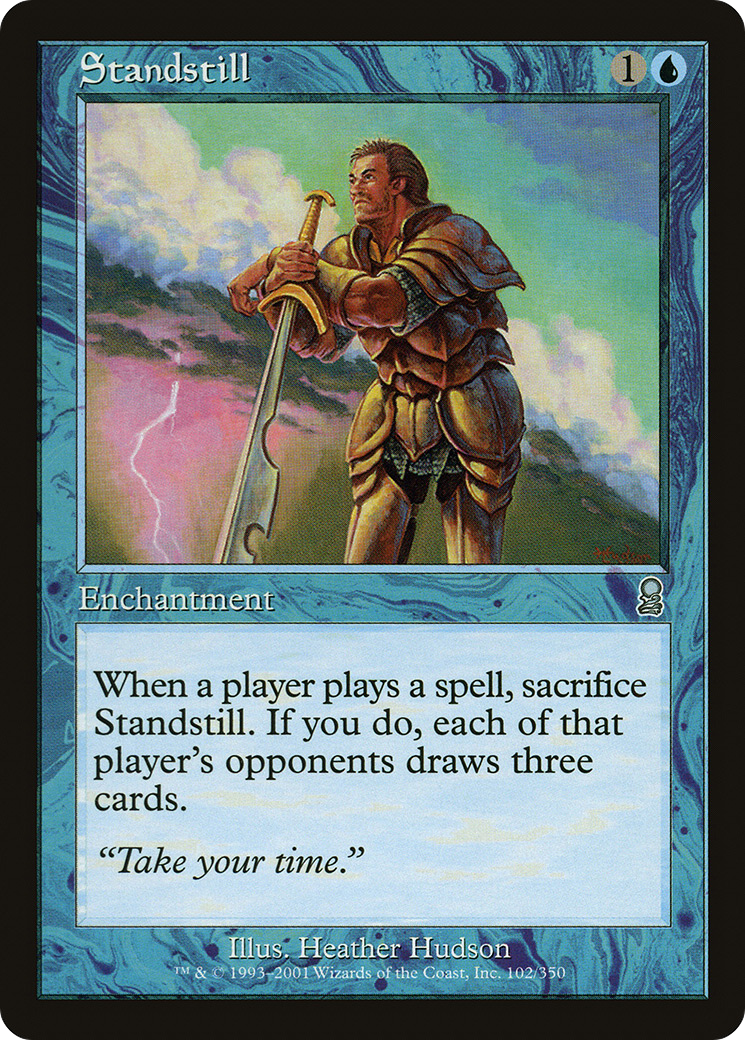 Standstill 1
Enchantment
When a player plays a spell, sacrifice
Standstill. If you do, each of that
player's opponents draws three
cards.
“Take your time.”
Illus. Heather Hudson
™ & © 1993–2001 Wizards of the Coast, Inc. 102/350